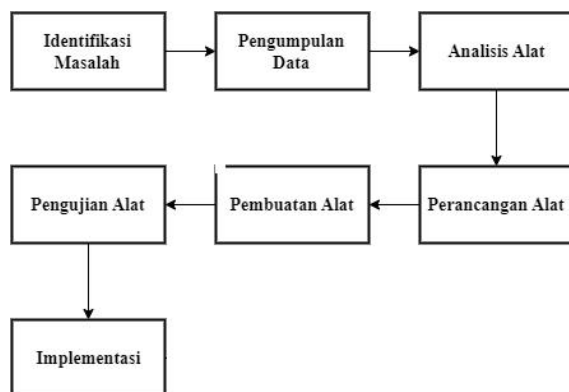 Identifikasi
Masalah
Pengumpulan
Data
Analisis Alat
Perancangan Alat
Pembuatan Alat
Pengujian Alat
Implementasi